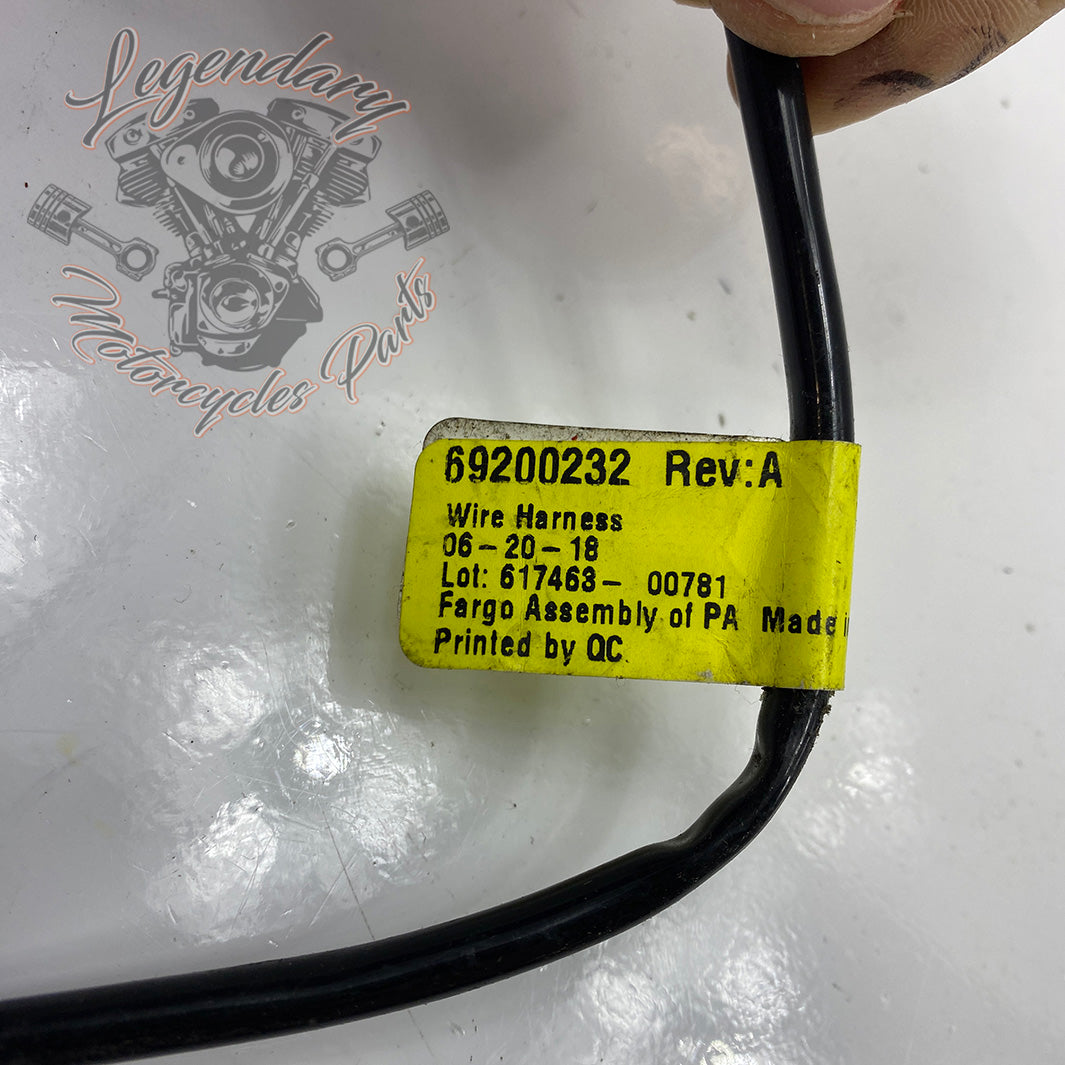 Legendary
Motorcycles Parts
69200232 Rev:A
Wire Harness
06-20-18
Lot: 617463- 00781
Fargo Assembly of PA Made
Printed by QC